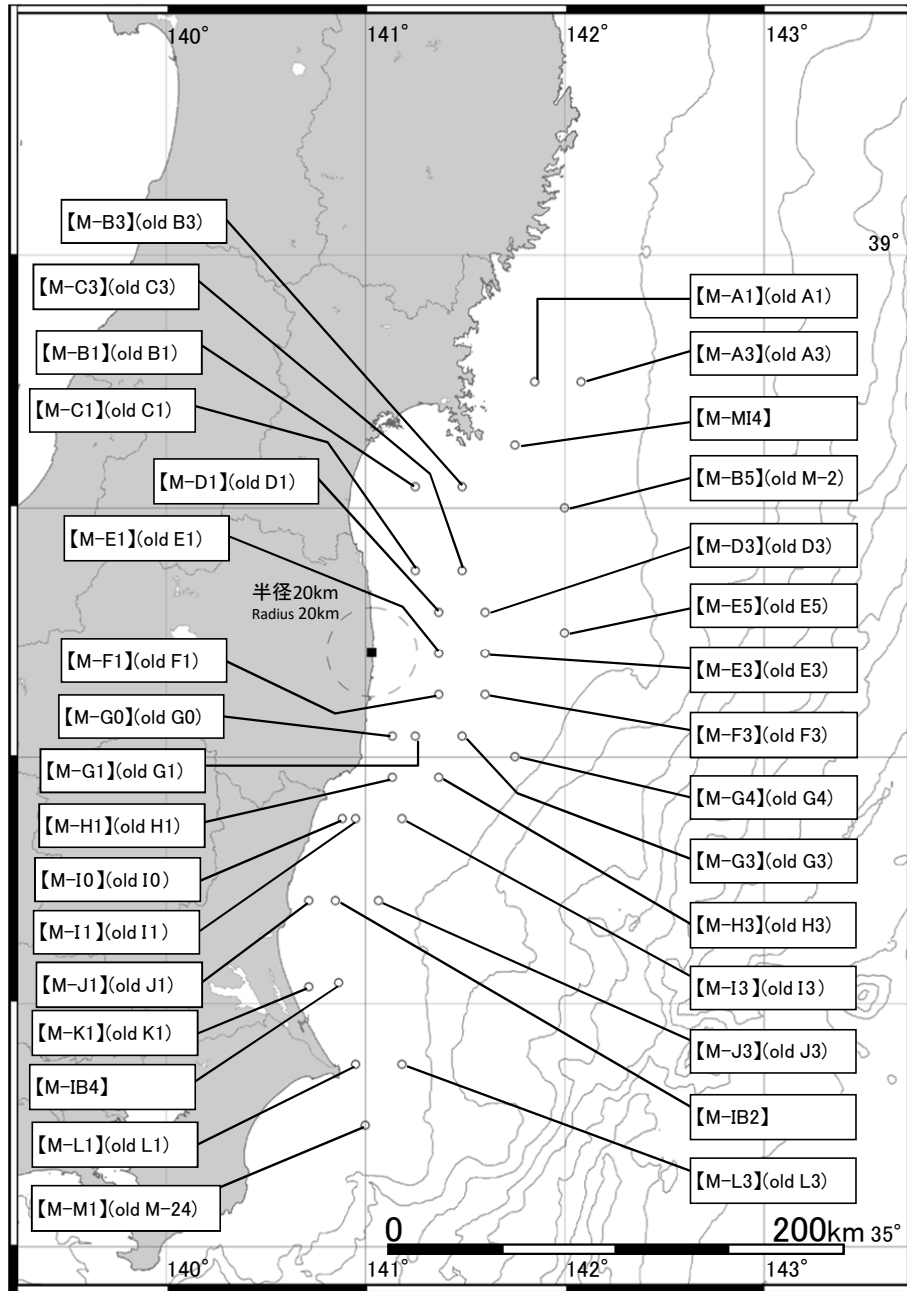 140°
141°
142°
143°
【M-B3】(old B3)
39°
【M-C3】(old C3)
【M-A1】(old A1)
【M-B1】(old B1)
【M-A3】(old A3)
【M-C1】(old C1)
【M-MI4】
【M-D1】(old D1)
【M-B5】(old M-2)
【M-E1】(old E1)
【M-D3】(old D3)
半径20km
Radius 20km
【M-E5】(old E5)
【M-F1】(old F1)
【M-E3】(old E3)
【M-G0】(old G0)
【M-F3】(old F3)
【M-G1】(old G1)
【M-G4】(old G4)
【M-H1】(old H1)
【M-G3】(old G3)
【M-I0】(old I0)
【M-H3】(old H3)
【M-I1】(old I1)
【M-J1】(old J1)
【M-I3】(old I3)
【M-K1】(old K1)
【M-J3】(old J3)
【M-IB4】
【M-IB2】
【M-L1】(old L1)
【M-L3】(old L3)
【M-M1】(old M-24)
0
200km
35°
140°
141°
142°
143°